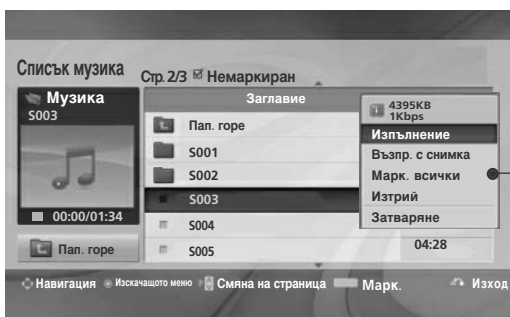 Списък музика
Стр. 2/3 Немаркиран
Музика
S003
00:00/01:34
Пап. горе
Заглавие
Пап. горе
S001
S002
S003
S004
S005
04:28
4395KB
1Kbps
Изпълнение
Възпр. с снимка
Марк. всички
Изтрий
Затваряне
Навигация Изскачащото меню Смяна на страница Марк. Изход